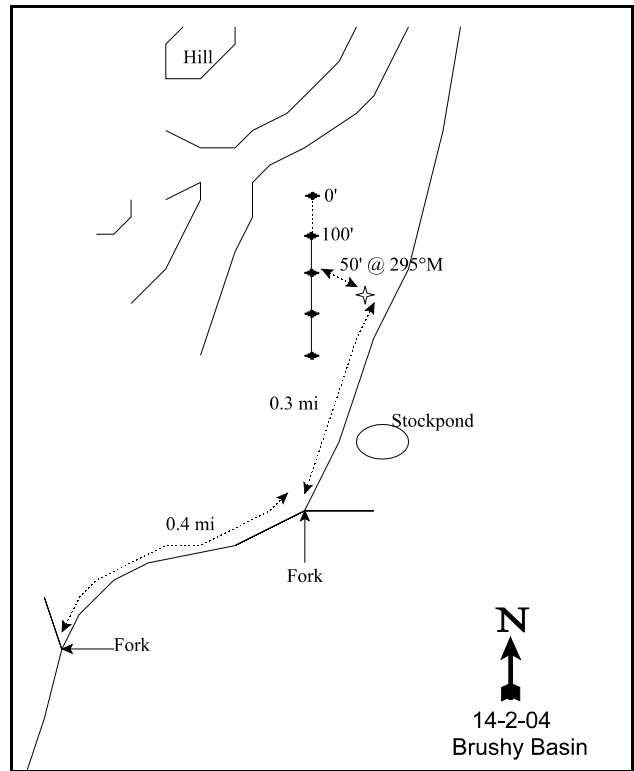 Hill
0'
100'
50' @ 295°M
0.3 mi
Stockpond
0.4 mi
Fork
Fork
N
14-2-04
Brushy Basin